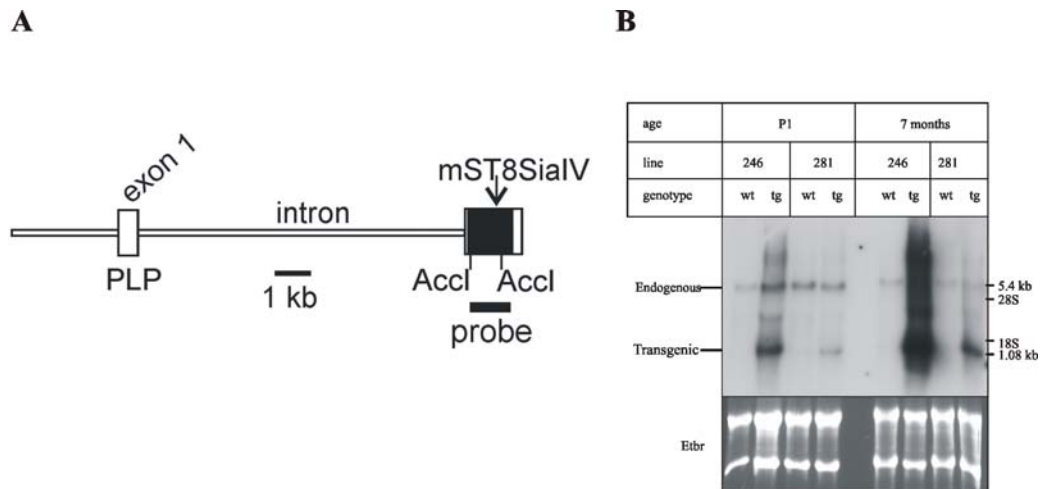 A
exon 1
mST8SiaIV
intron
PLP
AccI AccI
1 kb
probe
B
age P1 7 months
line 246 281 246 281
genotype wt tg wt tg wt tg wt tg
Endogenous 5.4 kb
28S
18S
Transgenic 1.08 kb
Etbr